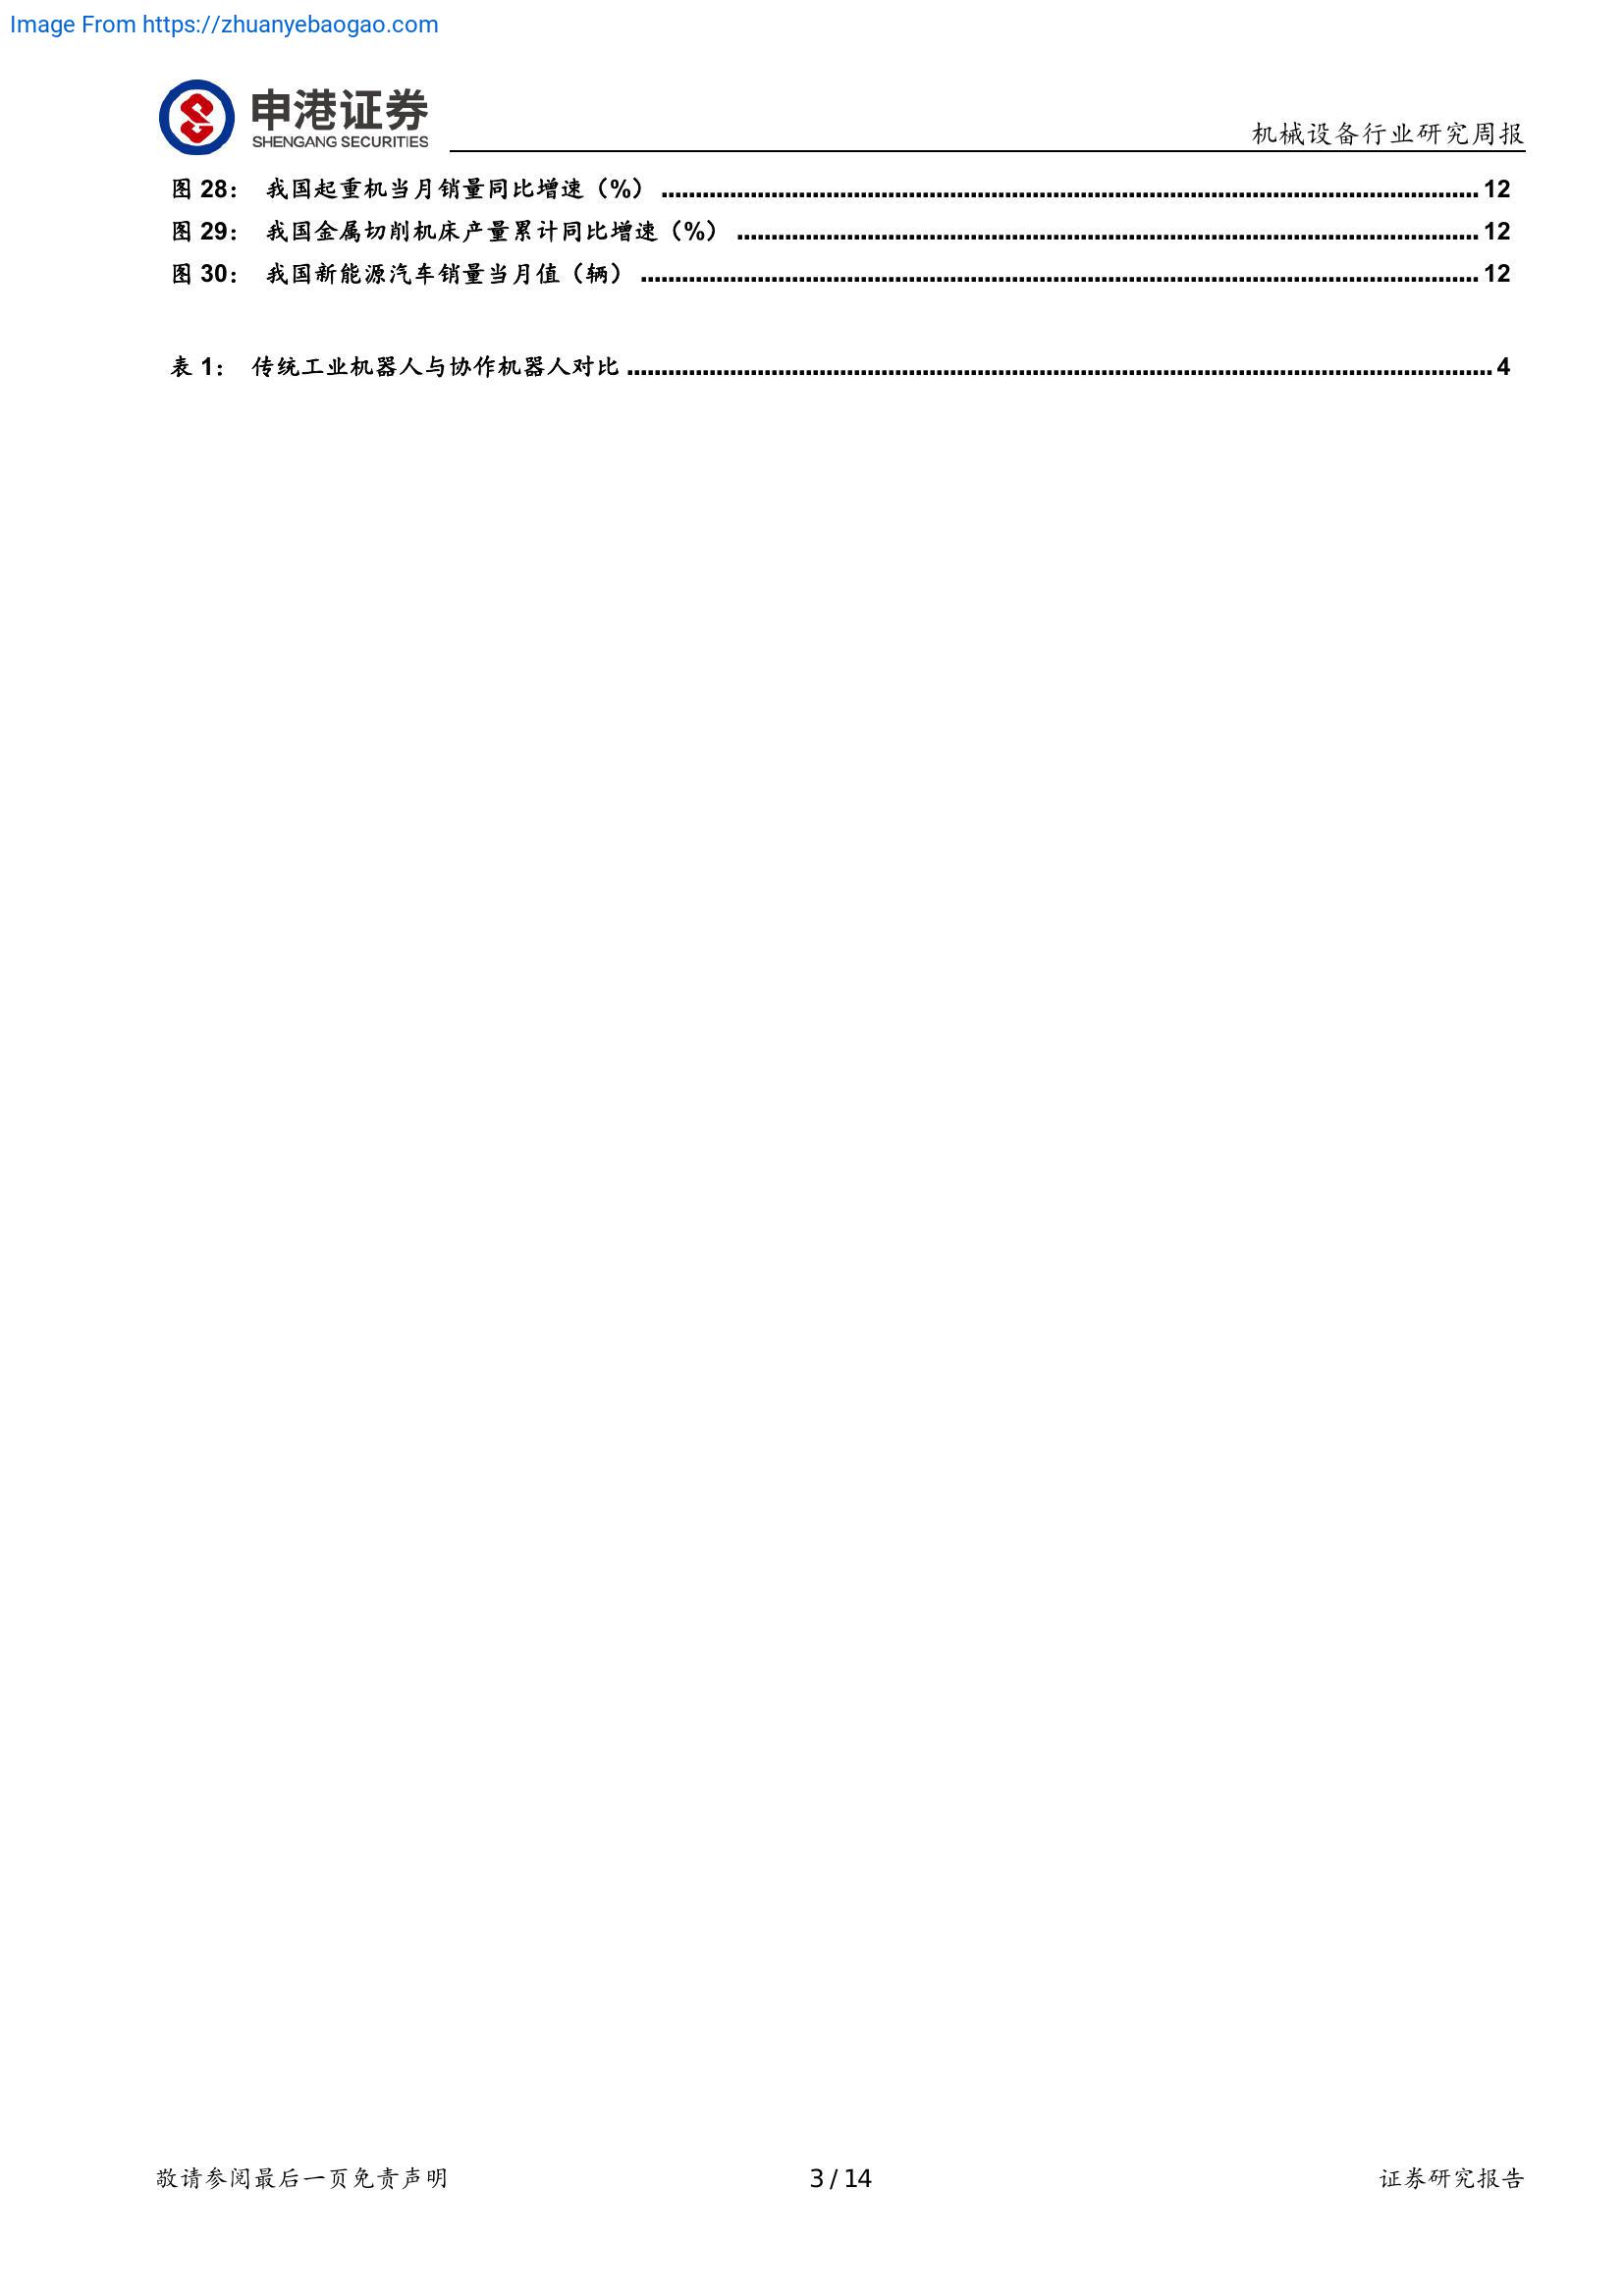 Image From https://zhuanyebaogao.com
申港证券
SHENGANG SECURITIES
机械设备行业研究周报
图 28： 我国起重机当月销量同比增速（%） ........................................ 12
图 29： 我国金属切削机床产量累计同比增速（%） ........................................ 12
图 30： 我国新能源汽车销量当月值（辆） ........................................ 12
表 1： 传统工业机器人与协作机器人对比 ........................................ 4
敬请参阅最后一页免责声明
3 / 14
证券研究报告